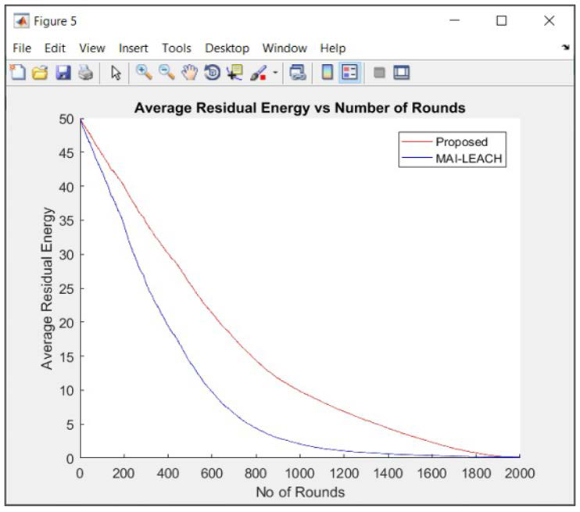 Figure 5
File Edit View Insert Tools Desktop Window Help
Average Residual Energy vs Number of Rounds
Proposed
MAI-LEACH
Average Residual Energy
50
45
40
35
30
25
20
15
10
5
0
0 200 400 600 800 1000 1200 1400 1600 1800 2000
No of Rounds